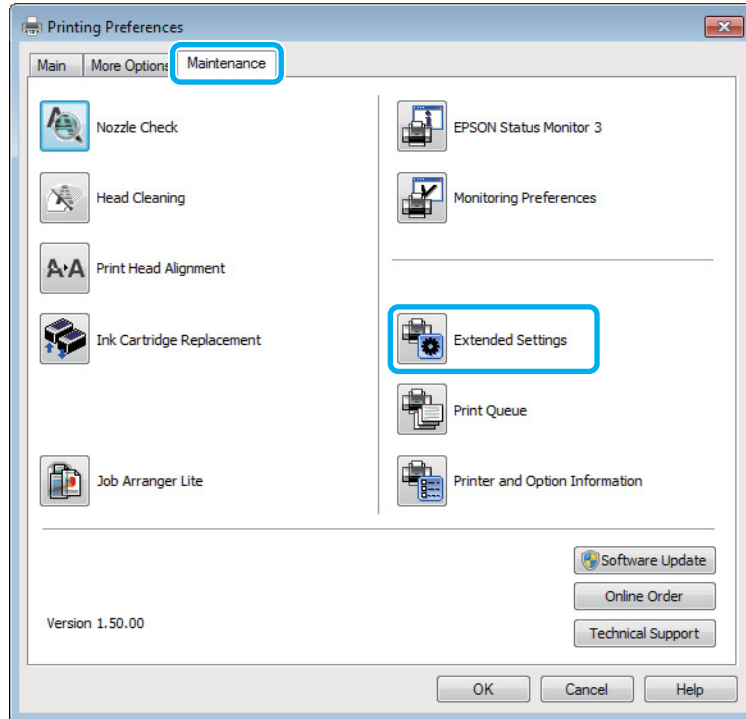 Printing Preferences
Main
More Options
Maintenance
Nozzle Check
EPSON Status Monitor 3
Head Cleaning
Monitoring Preferences
A A
Print Head Alignment
Ink Cartridge Replacement
Extended Settings
Print Queue
Job Arranger Lite
Printer and Option Information
Software Update
Online Order
Version 1.50.00
Technical Support
OK
Cancel
Help